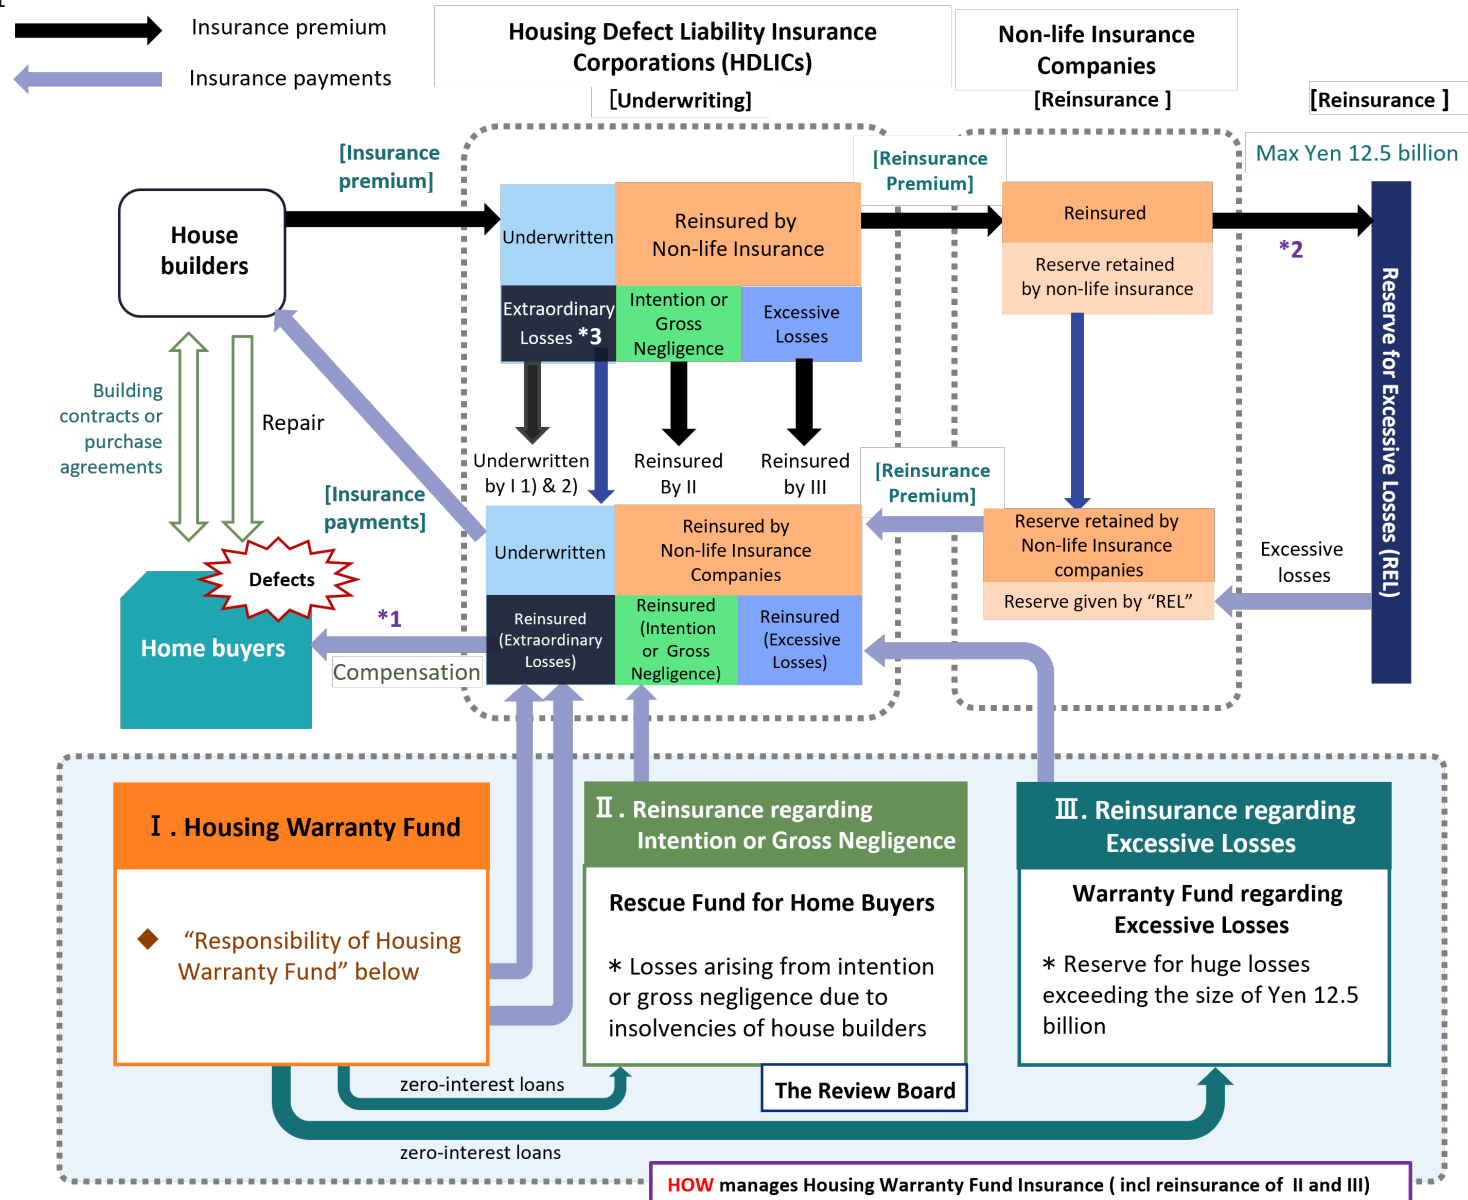 Insurance premium
Insurance payments
Housing Defect Liability Insurance
Corporations (HDLICs)
[Underwriting]
Non-life Insurance
Companies
[Reinsurance ]
[Reinsurance ]
Max Yen 12.5 billion
[Insurance
premium]
[Reinsurance
Premium]
House
builders
Underwritten
Reinsured by
Non-life Insurance
Reinsured
Reserve retained
by non-life insurance
*2
Extraordinary
Losses *3
Intention or
Gross
Negligence
Excessive
Losses
Reserve for Excessive Losses (REL)
Building
contracts or
purchase
agreements
Repair
Underwritten
by I 1) & 2)
Reinsured
By II
Reinsured
by III
[Reinsurance
Premium]
[Insurance
payments]
Underwritten
Reinsured by
Non-life Insurance
Companies
Reserve retained by
Non-life Insurance
companies
Reserve given by “REL”
Excessive
losses
Defects
Home buyers
*1
Compensation
Reinsured
(Extraordinary
Losses)
Reinsured
(Intention
or Gross
Negligence)
Reinsured
(Excessive
Losses)
Ⅰ. Housing Warranty Fund
◆ “Responsibility of Housing
Warranty Fund” below
Ⅱ. Reinsurance regarding
Intention or Gross Negligence
Rescue Fund for Home Buyers
* Losses arising from intention
or gross negligence due to
insolvencies of house builders
The Review Board
Ⅲ. Reinsurance regarding
Excessive Losses
Warranty Fund regarding
Excessive Losses
* Reserve for huge losses
exceeding the size of Yen 12.5
billion
zero-interest loans
zero-interest loans
HOW manages Housing Warranty Fund Insurance ( incl reinsurance of II and III)